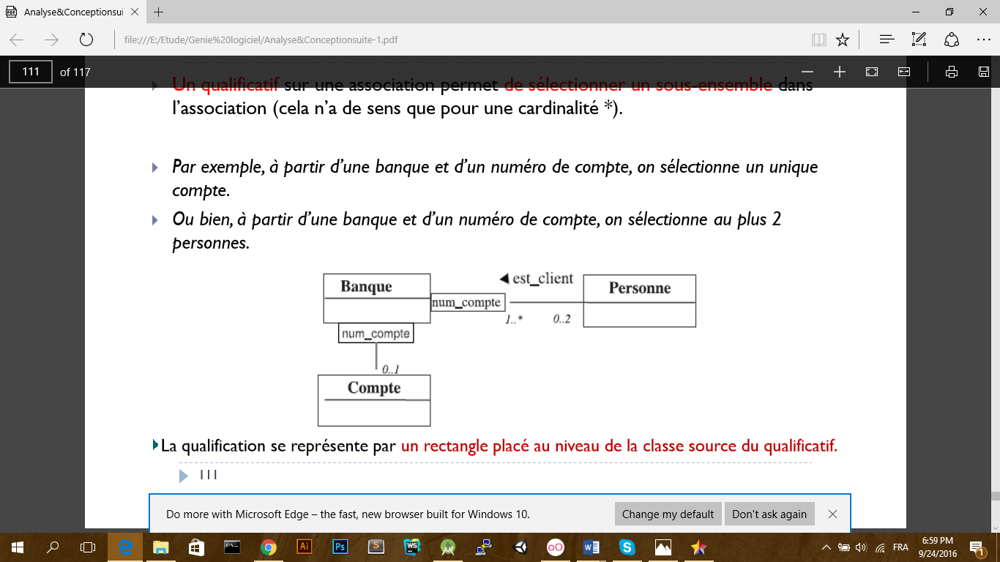 Analyse&Conceptionsui
file:///E:/Etude/Genie%20logiciel/Analyse&Conceptionsuite-1.pdf
111 of 117
Un qualificatif sur une association permet de sélectionner un sous-ensemble dans
l'association (cela n'a de sens que pour une cardinalité *).
Par exemple, à partir d'une banque et d'un numéro de compte, on sélectionne un unique
compte.
Ou bien, à partir d'une banque et d'un numéro de compte, on sélectionne au plus 2
personnes.
Banque
num_compte
est_client
1..*
0..2
Personne
num_compte
0..1
Compte
La qualification se représente par un rectangle placé au niveau de la classe source du qualificatif.
111
Do more with Microsoft Edge – the fast, new browser built for Windows 10.
Change my default
Don't ask again
Ai
Ps
S
WS
FRA
6:59 PM
9/24/2016
1